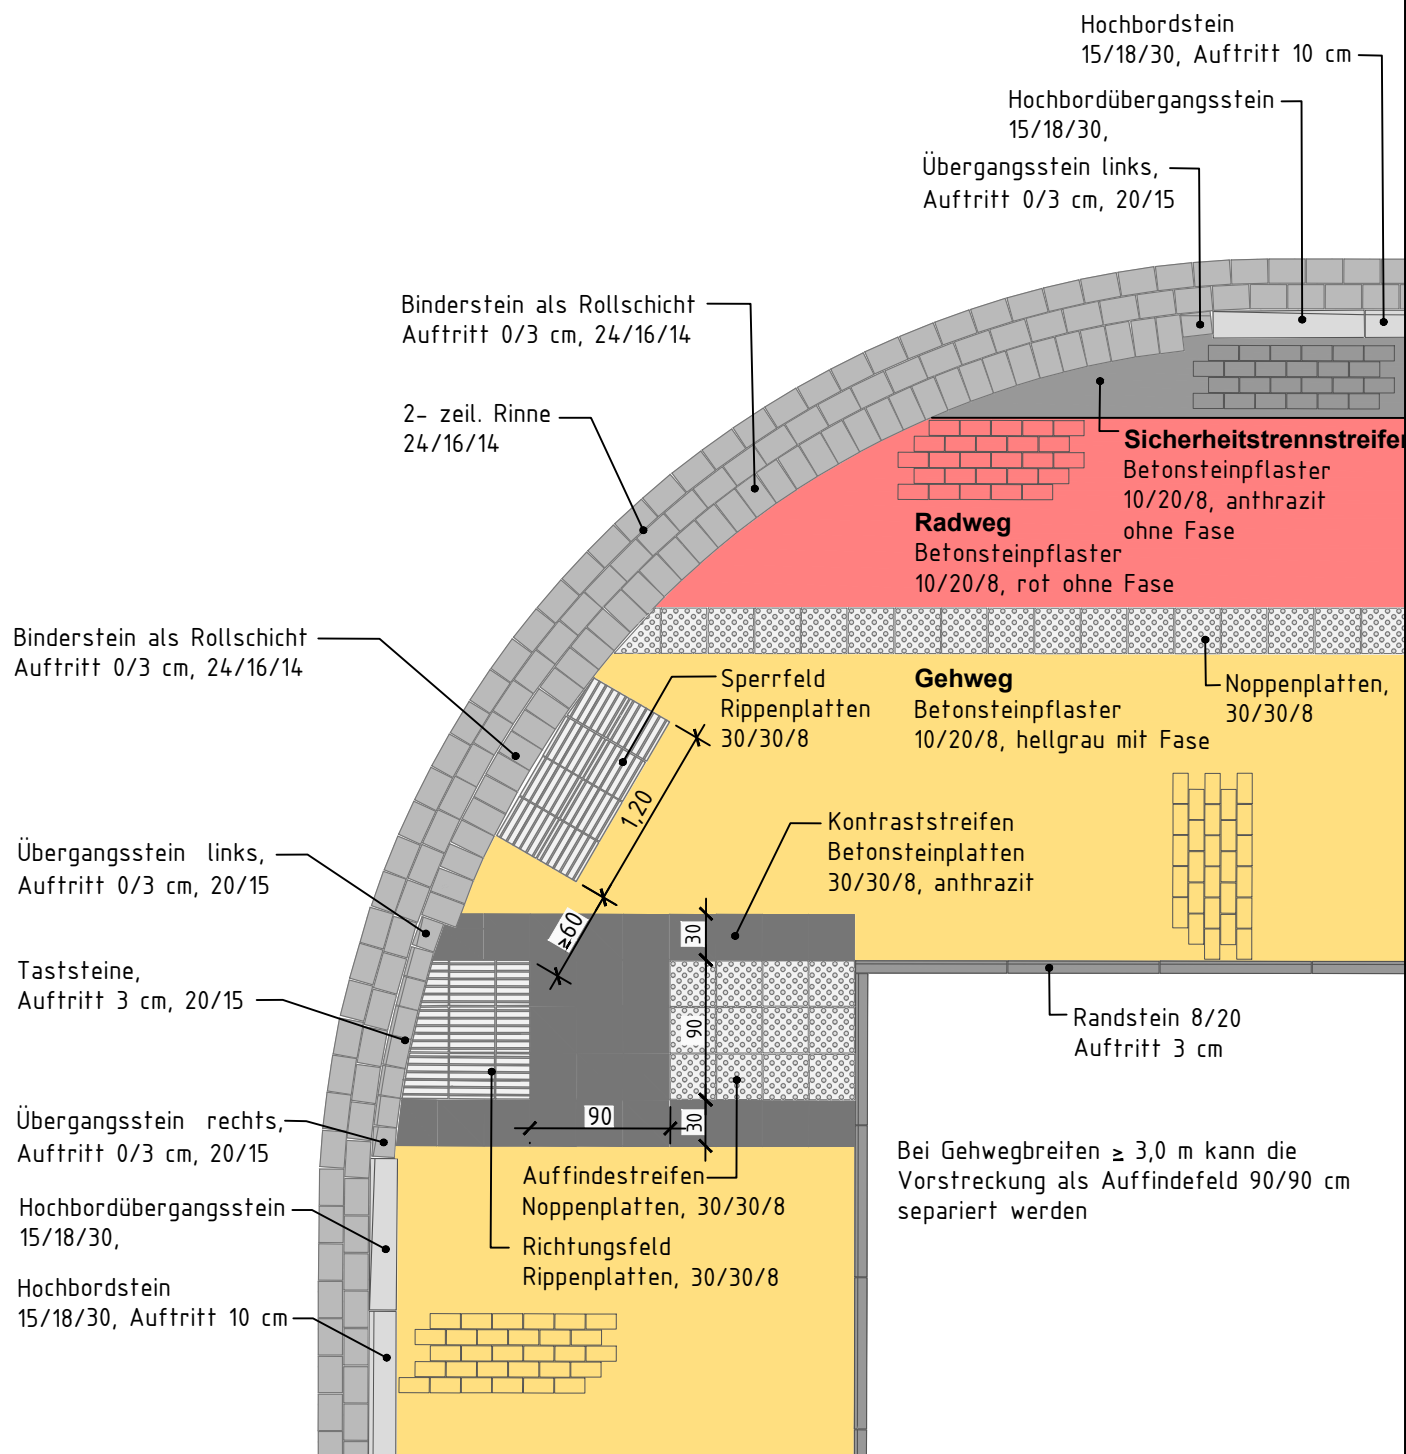 Hochbordstein
15/18/30, Auftritt 10 cm
Hochbordübergangsstein
15/18/30,
Übergangsstein links,
Auftritt 0/3 cm, 20/15
Binderstein als Rollschicht
Auftritt 0/3 cm, 24/16/14
2- zeil. Rinne
24/16/14
Sicherheitstrennstreifen
Betonsteinpflaster
10/20/8, anthrazit
ohne Fase
Radweg
Betonsteinpflaster
10/20/8, rot ohne Fase
Binderstein als Rollschicht
Auftritt 0/3 cm, 24/16/14
Sperrfeld
Rippenplatten
30/30/8
Gehweg
Betonsteinpflaster
10/20/8, hellgrau mit Fase
Noppenplatten,
30/30/8
1,20
Kontraststreifen
Betonsteinplatten
30/30/8, anthrazit
Übergangsstein links,
Auftritt 0/3 cm, 20/15
≥60
30
Taststeine,
Auftritt 3 cm, 20/15
90
Randstein 8/20
Auftritt 3 cm
Übergangsstein rechts,
Auftritt 0/3 cm, 20/15
90
30
Auffindestreifen
Noppenplatten, 30/30/8
Bei Gehwegbreiten ≥ 3,0 m kann die
Vorstreckung als Auffindefeld 90/90 cm
separiert werden
Hochbordübergangsstein
15/18/30,
Richtungsfeld
Rippenplatten, 30/30/8
Hochbordstein
15/18/30, Auftritt 10 cm